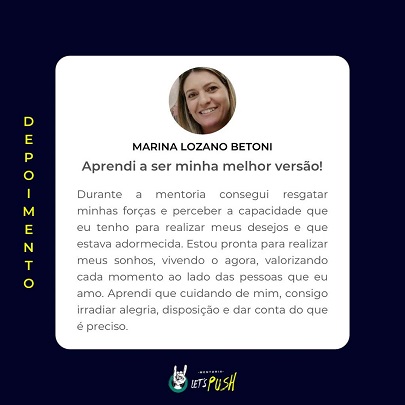 DEPOIMENTO
MARINA LOZANO BETONI
Aprendi a ser minha melhor versão!
Durante a mentoria consegui resgatar
minhas forças e perceber a capacidade que
eu tenho para realizar meus desejos e que
estava adormecida. Estou pronta para realizar
meus sonhos, vivendo o agora, valorizando
cada momento ao lado das pessoas que eu
amo. Aprendi que cuidando de mim, consigo
irradiar alegria, disposição e dar conta do que
é preciso.
MENTORIA
LET'S PUSH